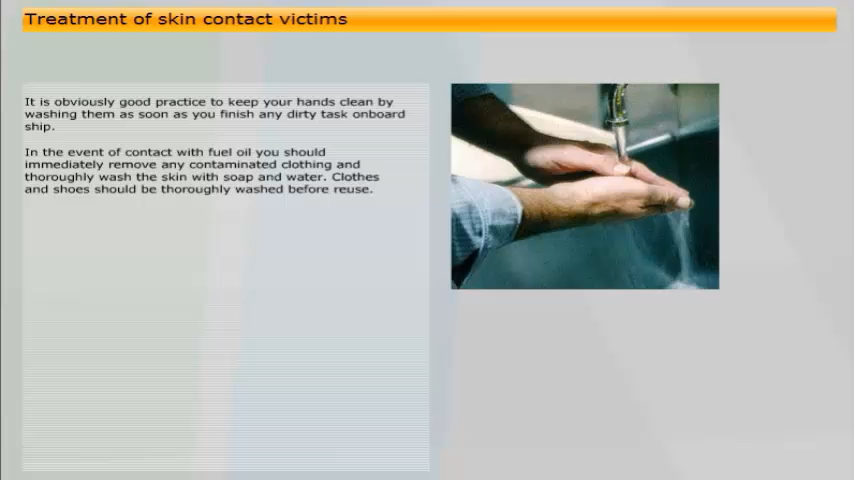 Treatment of skin contact victims
It is obviously good practice to keep your hands clean by
washing them as soon as you finish any dirty task onboard
ship.
In the event of contact with fuel oil you should
immediately remove any contaminated clothing and
thoroughly wash the skin with soap and water. Clothes
and shoes should be thoroughly washed before reuse.